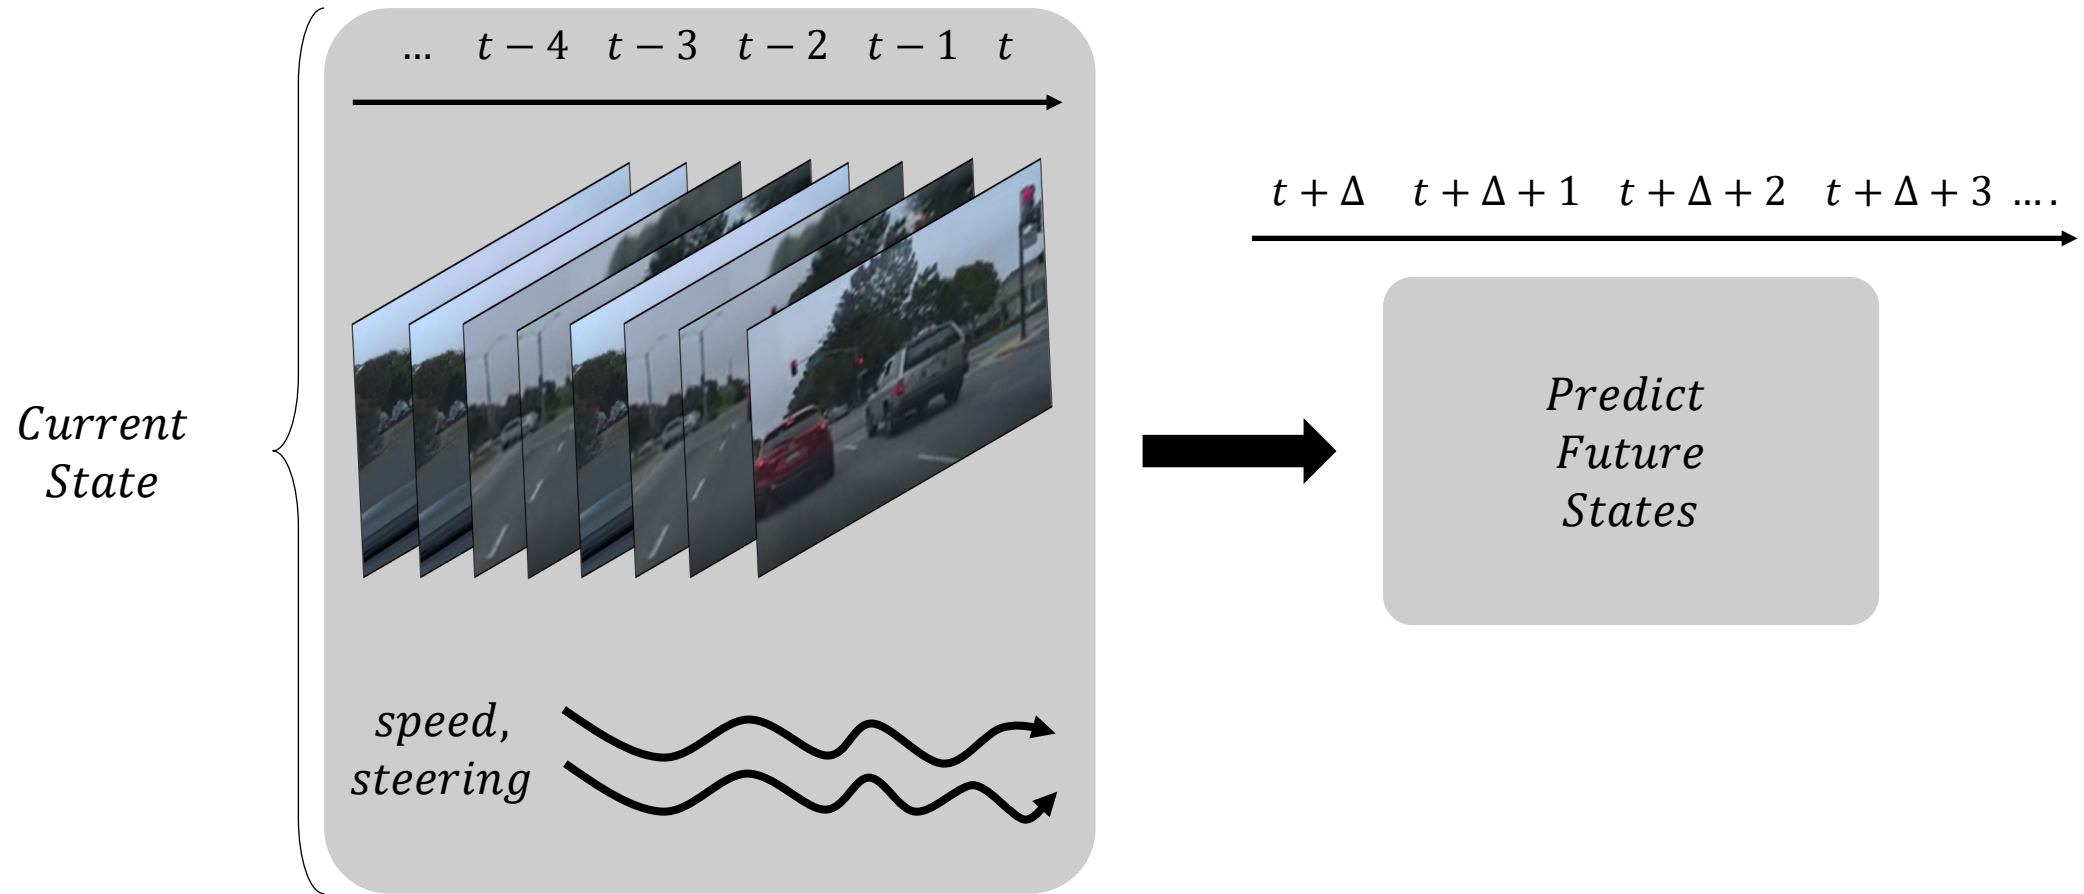 ... t − 4 t − 3 t − 2 t − 1 t
t + Δ t + Δ + 1 t + Δ + 2 t + Δ + 3 ....
Current
State
Predict
Future
States
speed,
steering